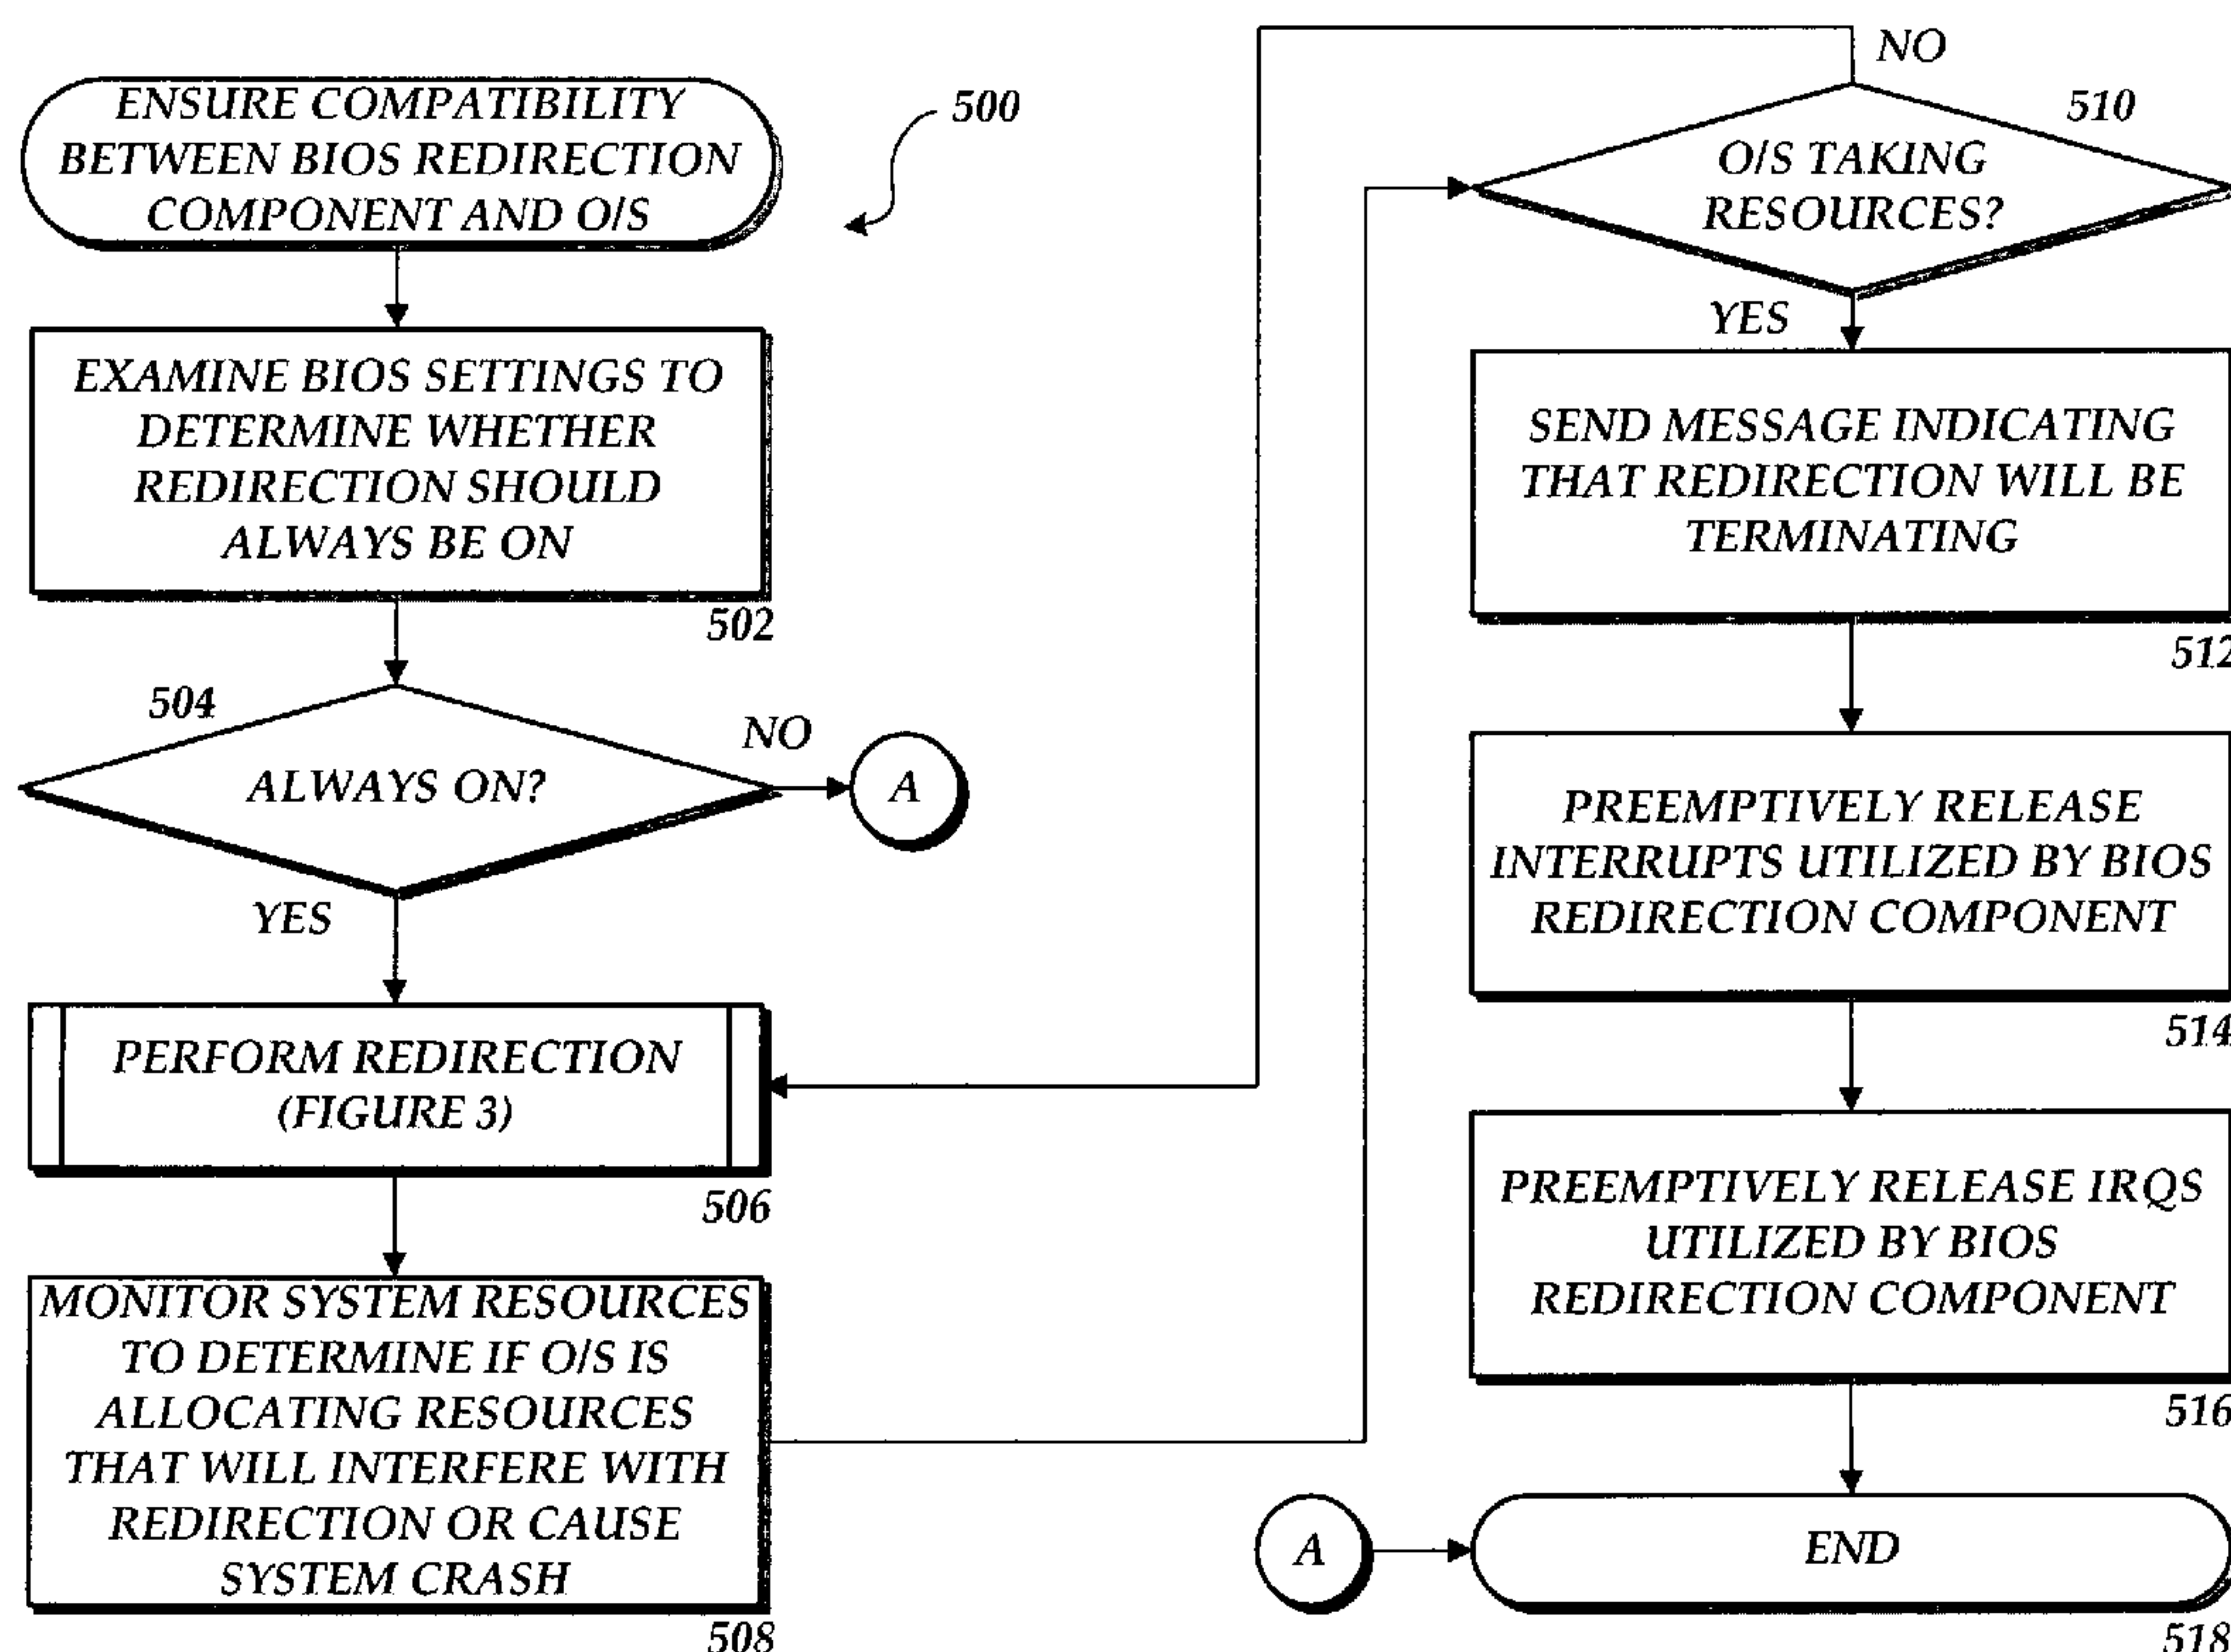 ENSURE COMPATIBILITY
BETWEEN BIOS REDIRECTION
COMPONENT AND O/S
500
EXAMINE BIOS SETTINGS TO
DETERMINE WHETHER
REDIRECTION SHOULD
ALWAYS BE ON
502
504
ALWAYS ON?
NO
A
YES
PERFORM REDIRECTION
(FIGURE 3)
506
MONITOR SYSTEM RESOURCES
TO DETERMINE IF O/S IS
ALLOCATING RESOURCES
THAT WILL INTERFERE WITH
REDIRECTION OR CAUSE
SYSTEM CRASH
508
NO
510
O/S TAKING
RESOURCES?
YES
SEND MESSAGE INDICATING
THAT REDIRECTION WILL BE
TERMINATING
512
PREEMPTIVELY RELEASE
INTERRUPTS UTILIZED BY BIOS
REDIRECTION COMPONENT
514
PREEMPTIVELY RELEASE IRQS
UTILIZED BY BIOS
REDIRECTION COMPONENT
516
A
END
518